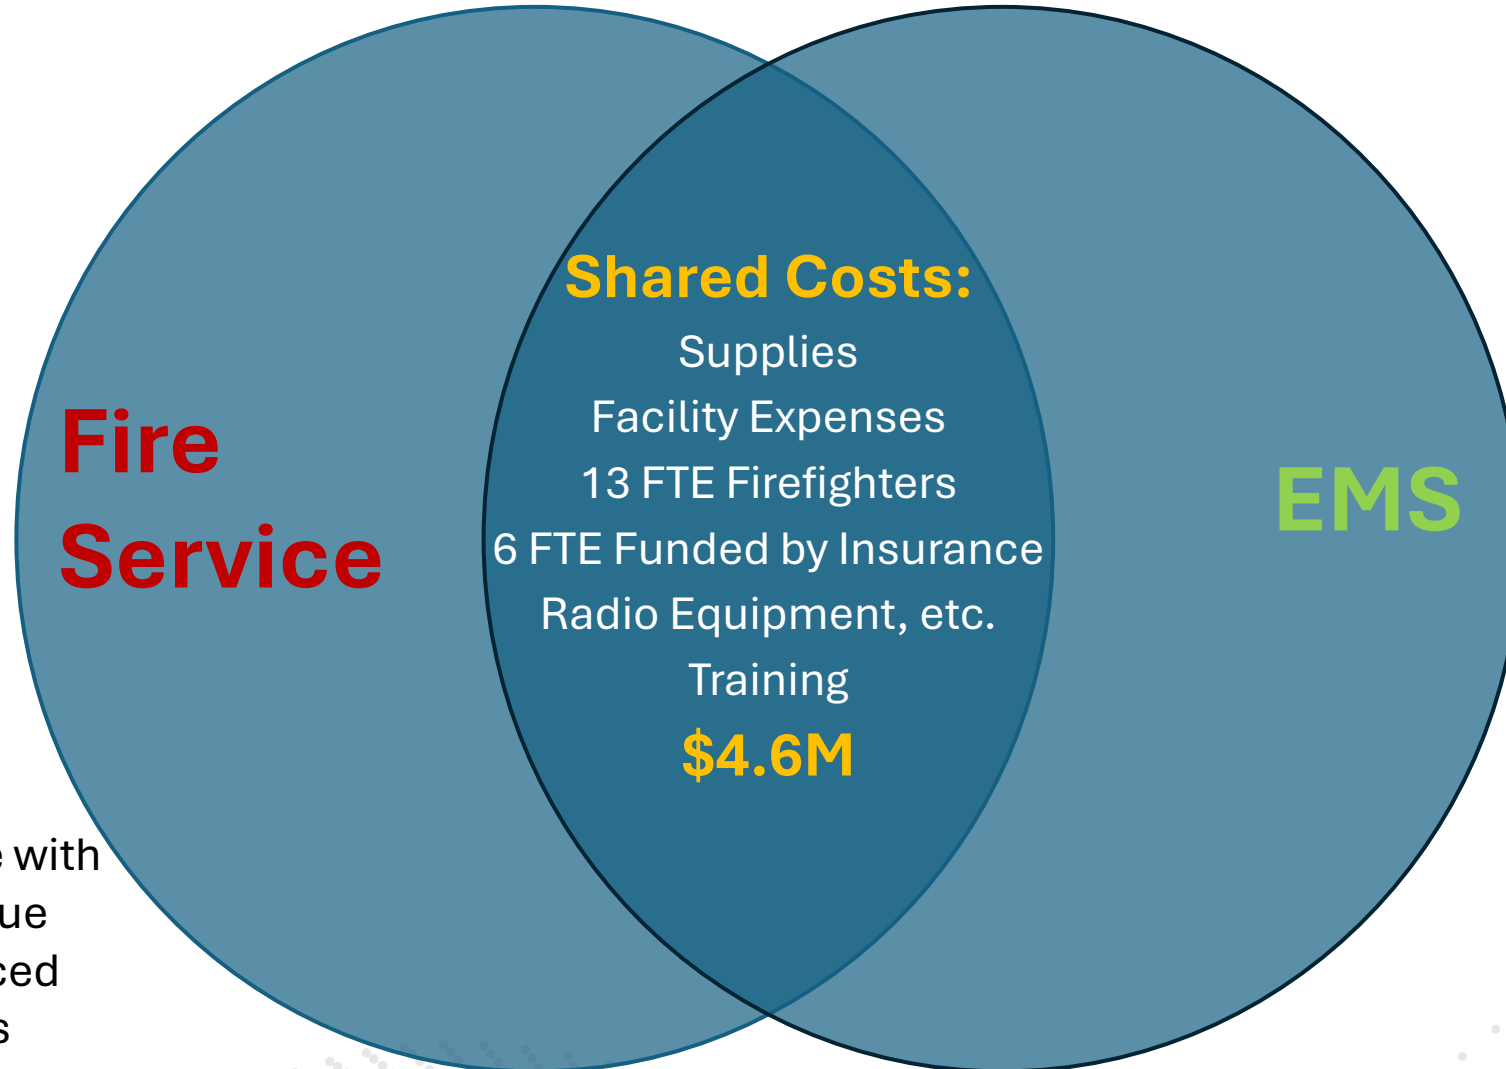 Shared Costs:
Supplies
Facility Expenses
13 FTE Firefighters
6 FTE Funded by Insurance
Radio Equipment, etc.
Training
$4.6M
Fire
Service
EMS
with